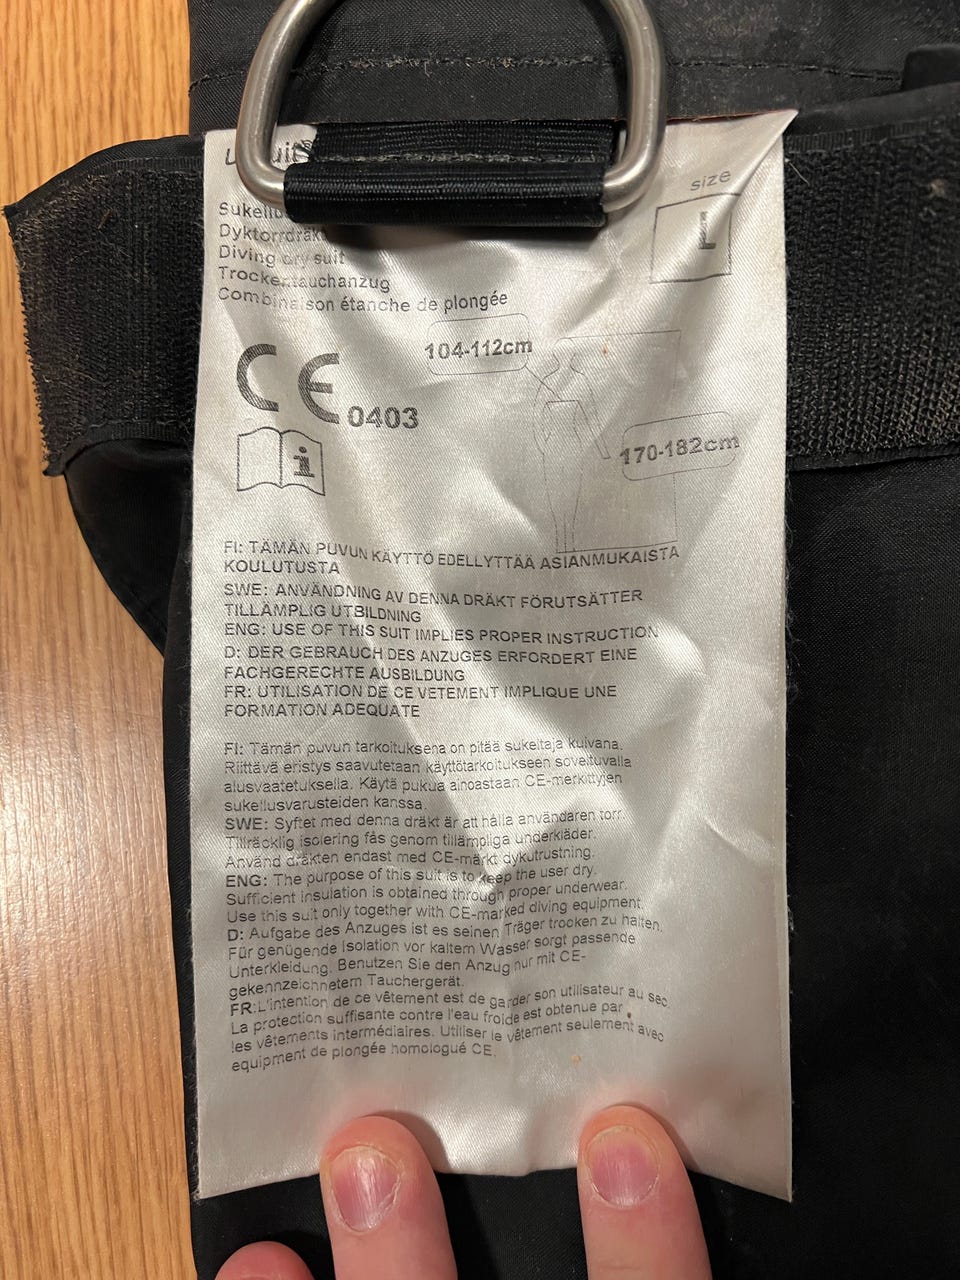 size
L
Dyktorrdräkt
Diving dry suit
Trockentauchanzug
Combinaison étanche de plongée
104-112cm
CE 0403
i
170-182cm
FI: TÄMÄN PUVUN KÄYTTÖ EDELLYTTÄÄ ASIANMUKAISTA
KOULUTUSTA
SWE: ANVÄNDNING AV DENNA DRÄKT FÖRUTSÄTTER
TILLÄMPLIG UTBILDNING
ENG: USE OF THIS SUIT IMPLIES PROPER INSTRUCTION
D: DER GEBRAUCH DES ANZUGES ERFORDERT EINE
FACHGERECHTE AUSBILDUNG
FR: UTILISATION DE CE VETEMENT IMPLIQUE UNE
FORMATION ADEQUATE
FI: Tämän puvun tarkoituksena on pitää sukeltaja kuivana.
Riittävä eristys saavutetaan käyttötarkoitukseen soveltuvalla
alusvaatetuksella. Käytä pukua ainoastaan CE-merkittyjen
sukellusvarusteiden kanssa.
SWE: Syftet med denna dräkt är att hålla användaren torr.
Tillräcklig isolering fås genom tillämpliga underkläder.
Använd dräkten endast med CE-märkt dykutrustning.
ENG: The purpose of this suit is to keep the user dry.
Sufficient insulation is obtained through proper underwear.
Use this suit only together with CE-marked diving equipment.
D: Aufgabe des Anzuges ist es seinen Träger trocken zu halten.
Für genügende Isolation vor kaltem Wasser sorgt passende
Unterkleidung. Benutzen Sie den Anzug nur mit CE-
gekennzeichnetem Tauchergerät.
FR:L'intention de ce vêtement est de garder son utilisateur au sec.
La protection suffisante contre l'eau froide est obtenue par
les vêtements intermédiaires. Utiliser le vêtement seulement avec
equipment de plongée homologué CE.